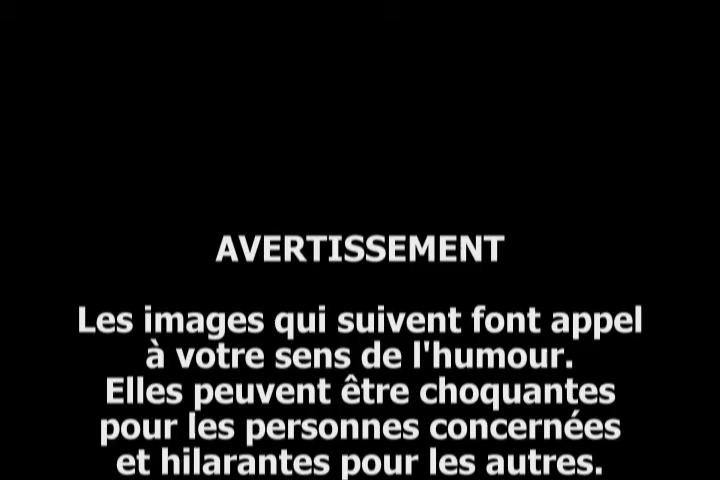 AVERTISSEMENT
Les images qui suivent font appel
à votre sens de l'humour.
Elles peuvent être choquantes
pour les personnes concernées
et hilarantes pour les autres.